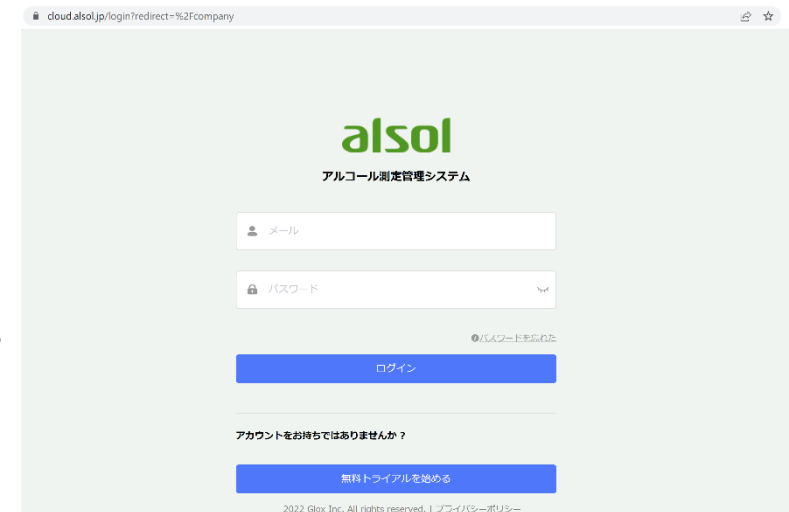 cloud.alsol.jp/login?redirect=%2Fcompany
alsol
アルコール測定管理システム
メール
パスワード
パスワードを忘れた
ログイン
アカウントをお持ちではありませんか？
無料トライアルを始める
2022 Glox Inc. All rights reserved. | プライバシーポリシー